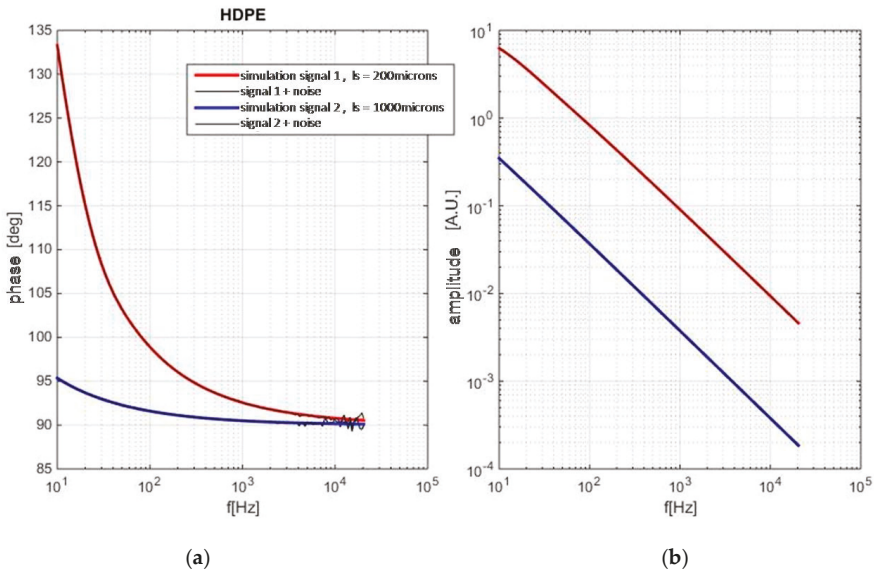 HDPE
135
130
125
120
115
110
105
100
95
90
85
phase [deg]
10^1
10^2
10^3
10^4
10^5
f[Hz]
simulation signal 1 , ls = 200microns
signal 1 + noise
simulation signal 2 , ls = 1000microns
signal 2 + noise
(a)
10^1
10^0
10^-1
10^-2
10^-3
10^-4
amplitude [A.U.]
10^1
10^2
10^3
10^4
10^5
f[Hz]
(b)